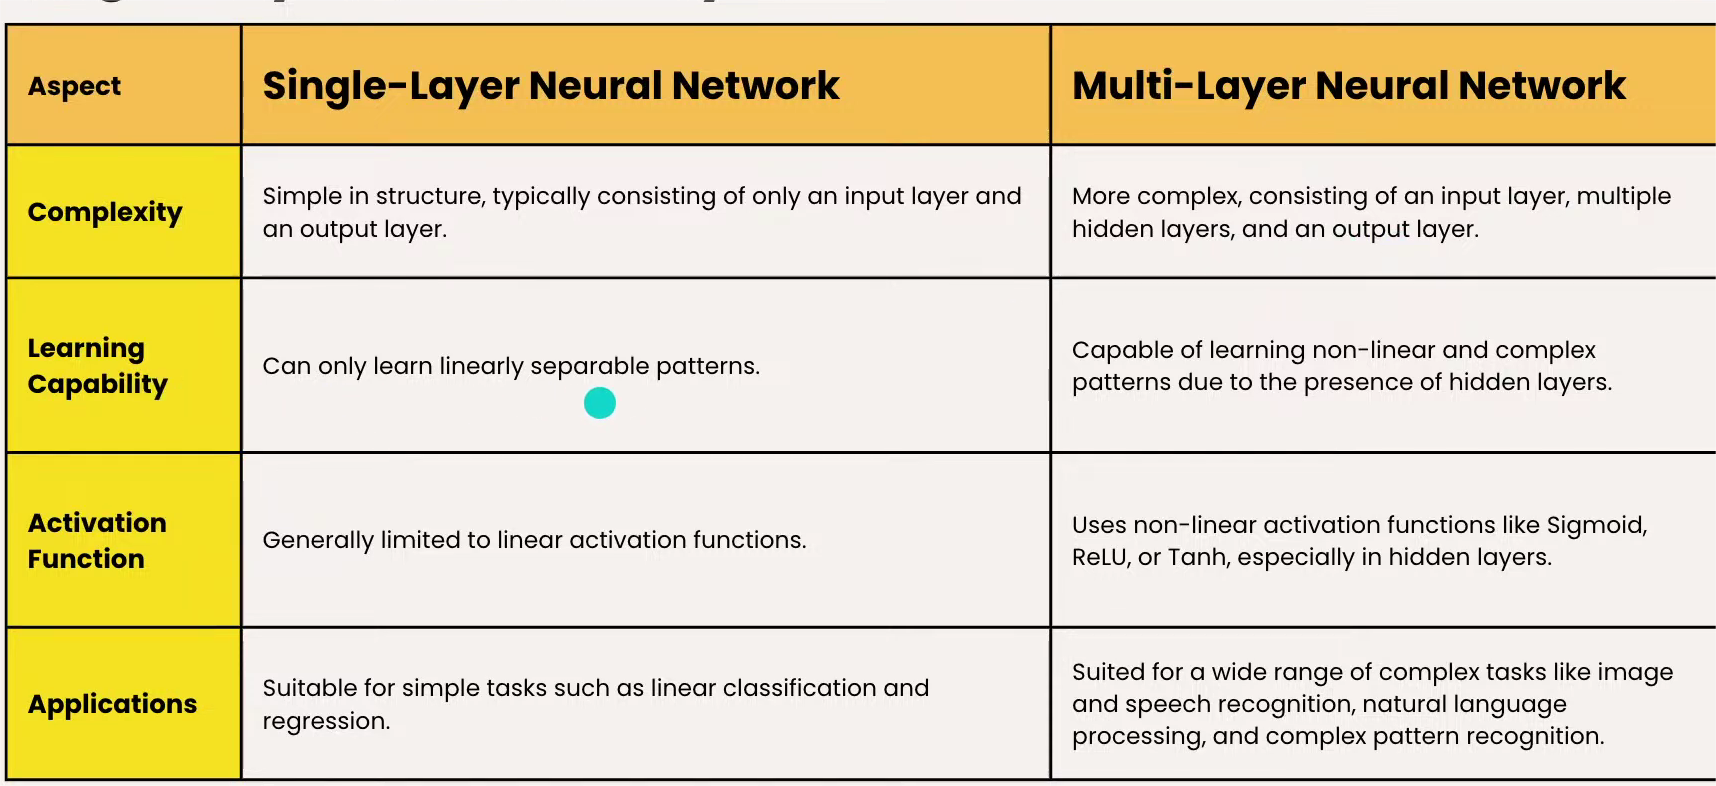 Aspect
Single-Layer Neural Network
Multi-Layer Neural Network
Complexity
Simple in structure, typically consisting of only an input layer and
an output layer.
More complex, consisting of an input layer, multiple
hidden layers, and an output layer.
Learning
Capability
Can only learn linearly separable patterns.
Capable of learning non-linear and complex
patterns due to the presence of hidden layers.
Activation
Function
Generally limited to linear activation functions.
Uses non-linear activation functions like Sigmoid,
ReLU, or Tanh, especially in hidden layers.
Applications
Suitable for simple tasks such as linear classification and
regression.
Suited for a wide range of complex tasks like image
and speech recognition, natural language
processing, and complex pattern recognition.